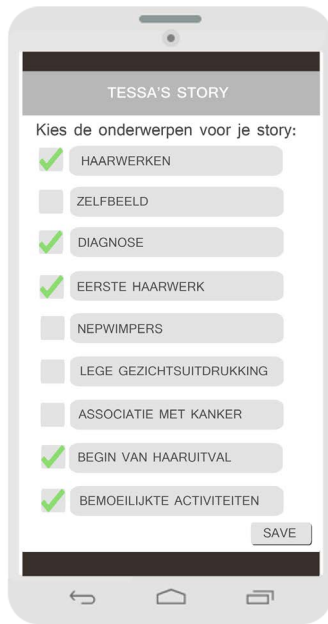 TESSA'S STORY
Kies de onderwerpen voor je story:
HAARWERKEN
ZELFBEELD
DIAGNOSE
EERSTE HAARWERK
NEPWIMPERS
LEGE GEZICHTSUITDRUKKING
ASSOCIATIE MET KANKER
BEGIN VAN HAARUITVAL
BEMOEILIJKTE ACTIVITEITEN
SAVE